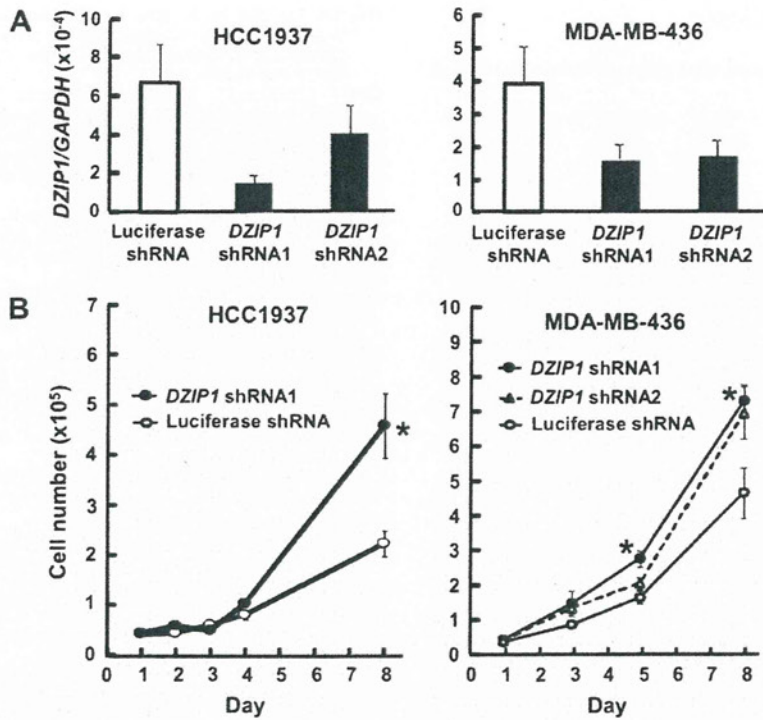 A
HCC1937
MDA-MB-436
DZIP1/GAPDH (x10⁻⁴)
8
6
4
2
0
6
5
4
3
2
1
0
Luciferase shRNA
DZIP1 shRNA1
DZIP1 shRNA2
Luciferase shRNA
DZIP1 shRNA1
DZIP1 shRNA2
B
HCC1937
MDA-MB-436
Cell number (x10⁵)
7
6
5
4
3
2
1
0
DZIP1 shRNA1
Luciferase shRNA
*
0 1 2 3 4 5 6 7 8
Day
10
9
8
7
6
5
4
3
2
1
0
DZIP1 shRNA1
DZIP1 shRNA2
Luciferase shRNA
*
*
0 1 2 3 4 5 6 7 8
Day